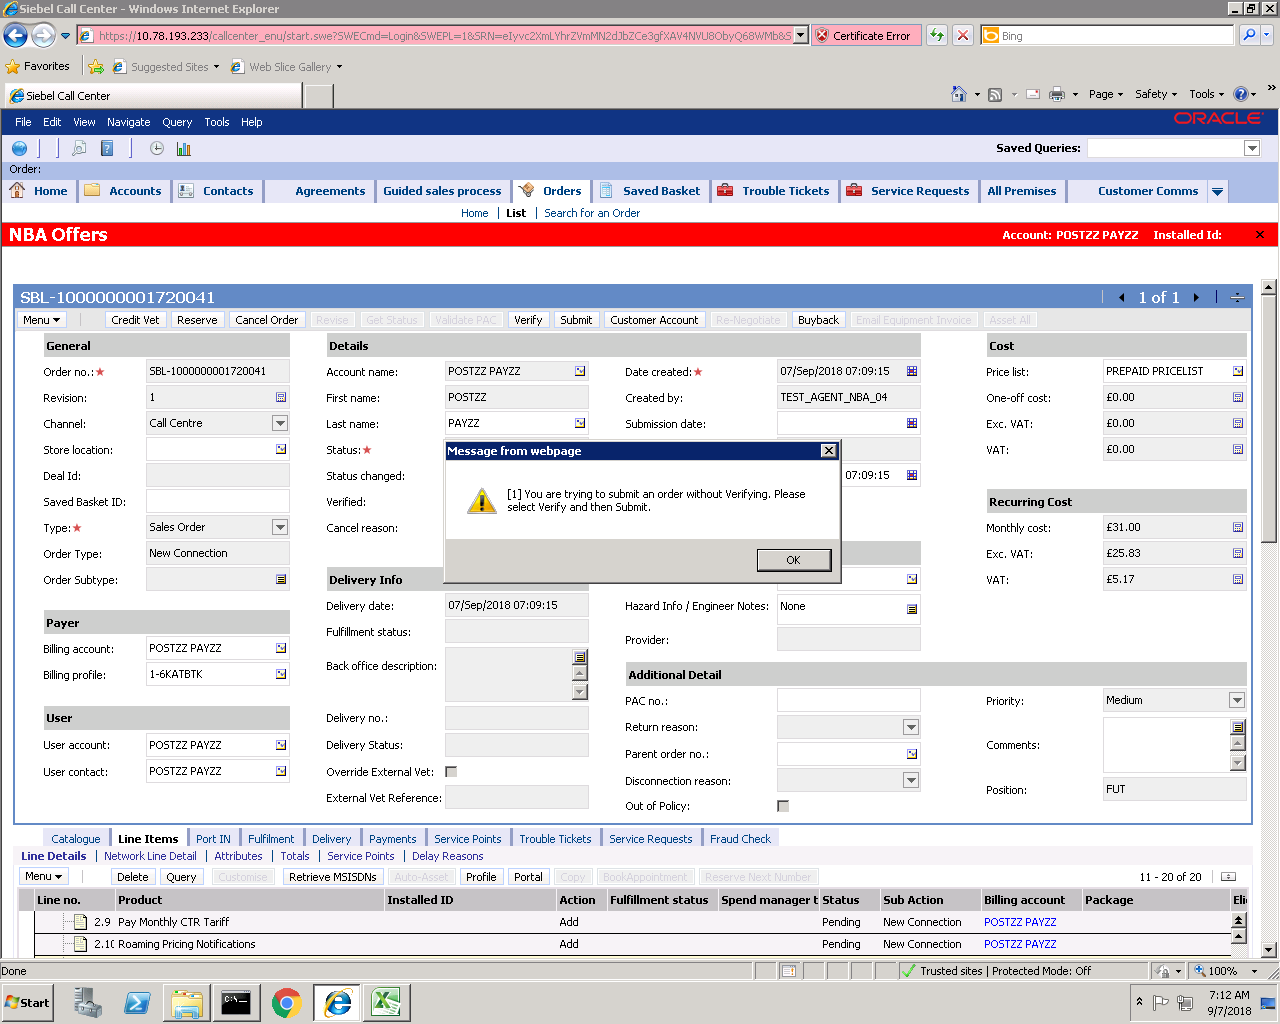 Siebel Call Center - Windows Internet Explorer
https://10.78.193.233/callcenter_enu/start.swe?SWECmd=Login&SWEPL=1&SRN=
Certificate Error
Bing
Favorites Suggested Sites Web Slice Gallery
Siebel Call Center
Page Safety Tools
File Edit View Navigate Query Tools Help
ORACLE
Saved Queries:
Order:
Home Accounts Contacts Agreements Guided sales process Orders Saved Basket Trouble Tickets Service Requests All Premises Customer Comms
Home List Search for an Order
NBA Offers Account: POSTZZ PAYZZ Installed Id:
SBL-1000000001720041 1 of 1
Menu Credit Vet Reserve Cancel Order Revise Get Status Validate PAC Verify Submit Customer Account Re-Negotiate Buyback Email Equipment Invoice Asset All
General Details Cost
Order no.:* SBL-1000000001720041 Account name: POSTZZ PAYZZ Date created:* 07/Sep/2018 07:09:15 Price list: PREPAID PRICELIST
Revision: 1 First name: POSTZZ Created by: TEST_AGENT_NBA_04 One-off cost: £0.00
Channel: Call Centre Last name: PAYZZ Submission date: Exc. VAT: £0.00
Store location: Status:* VAT: £0.00
Deal Id: Status changed: 07:09:15
Saved Basket ID: Verified: Recurring Cost
Type:* Sales Order Cancel reason: Monthly cost: £31.00
Message from webpage
[1] You are trying to submit an order without Verifying. Please
select Verify and then Submit.
OK
Order Type: New Connection Exc. VAT: £25.83
Order Subtype: Delivery Info VAT: £5.17
Delivery date: 07/Sep/2018 07:09:15 Hazard Info / Engineer Notes: None
Payer Fulfillment status:
Billing account: POSTZZ PAYZZ Back office description: Provider:
Billing profile: 1-6KATBTK Additional Detail
PAC no.: Priority: Medium
User Delivery no.: Return reason:
User account: POSTZZ PAYZZ Delivery Status: Parent order no.: Comments:
User contact: POSTZZ PAYZZ Override External Vet: Disconnection reason: Position: FUT
External Vet Reference: Out of Policy:
Catalogue Line Items Port IN Fulfilment Delivery Payments Service Points Trouble Tickets Service Requests Fraud Check
Line Details Network Line Detail Attributes Totals Service Points Delay Reasons
Menu Delete Query Customise Retrieve MSISDNs Auto-Asset Profile Portal Copy BookAppointment Reserve Next Number 11 - 20 of 20
Line no. Product Installed ID Action Fulfillment status Spend manager t Status Sub Action Billing account Package Eli
2.9 Pay Monthly CTR Tariff Add Pending New Connection POSTZZ PAYZZ
2.10 Roaming Pricing Notifications Add Pending New Connection POSTZZ PAYZZ
Done Trusted sites | Protected Mode: Off 100%
Start 7:12 AM
9/7/2018